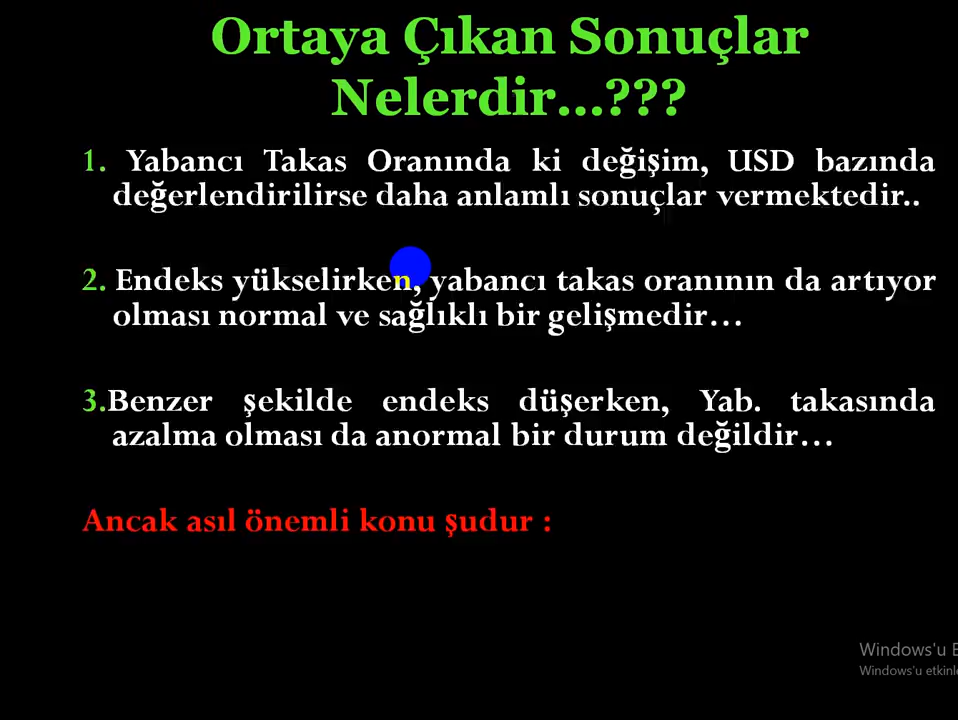 Ortaya Çıkan Sonuçlar
Nelerdir...???
1. Yabancı Takas Oranında ki değişim, USD bazında
değerlendirilirse daha anlamlı sonuçlar vermektedir..
2. Endeks yükselirken, yabancı takas oranının da artıyor
olması normal ve sağlıklı bir gelişmedir...
3.Benzer şekilde endeks düşerken, Yab. takasında
azalma olması da anormal bir durum değildir...
Ancak asıl önemli konu şudur :
Windows'u E
Windows'u etkinle